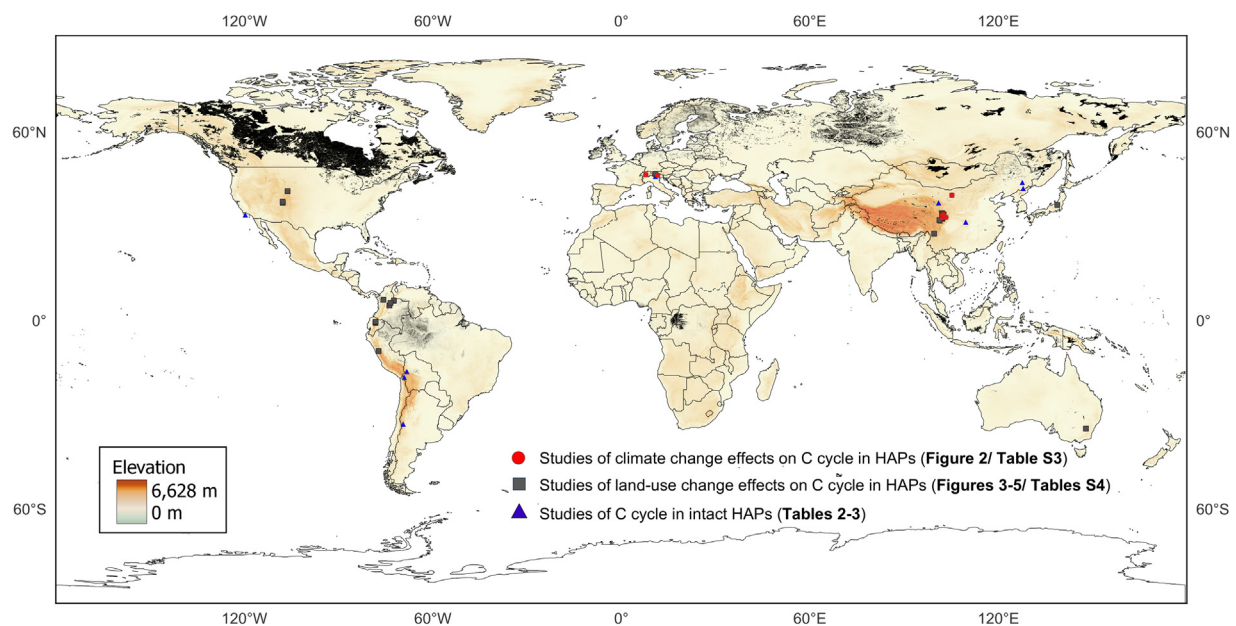 120°W 60°W 0° 60°E 120°E
60°N 60°N
0° 0°
Elevation
6,628 m
0 m
Studies of climate change effects on C cycle in HAPs (Figure 2/ Table S3)
Studies of land-use change effects on C cycle in HAPs (Figures 3-5/ Tables S4)
Studies of C cycle in intact HAPs (Tables 2-3)
60°S 60°S
120°W 60°W 0° 60°E 120°E